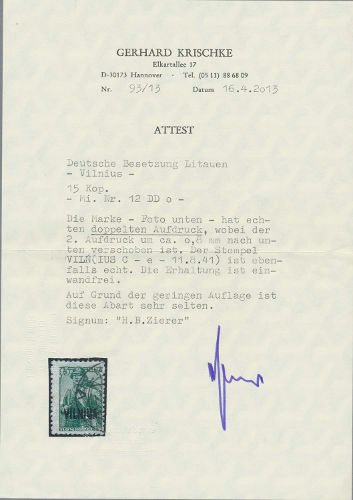 GERHARD KRISCHKE
Elkartallee 17
D-30173 Hannover - Tel. (05 11) 88 68 09
Nr. 93/13 Datum 16.4.2013
ATTEST
Deutsche Besetzung Litauen
- Vilnius -
15 Kop.
- Mi. Nr. 12 DD o -
Die Marke - Foto unten - hat ech-
ten doppelten Aufdruck, wobei der
2. Aufdruck um ca. 0,8 mm nach un-
ten verschoben ist. Der Stempel
VILN(IUS C - e - 11.8.41) ist eben-
falls echt. Die Erhaltung ist ein-
wandfrei.
Auf Grund der geringen Auflage ist
diese Abart sehr selten.
Signum: "H.B.Zierer"
VILNIUS